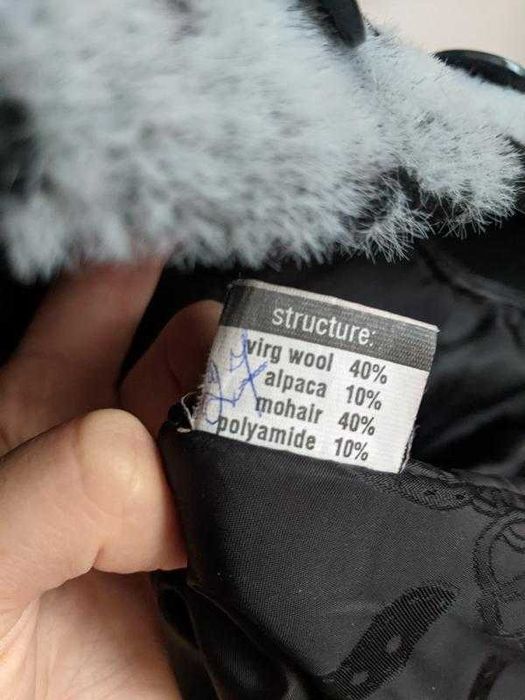 structure:
virg wool 40%
alpaca 10%
mohair 40%
polyamide 10%